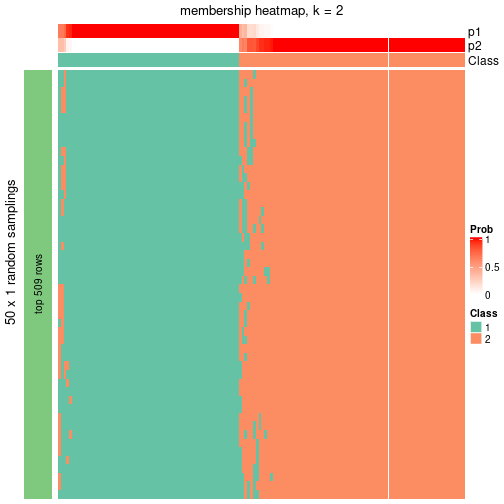 membership heatmap, k = 2
p1
p2
Class
50 x 1 random samplings
top 509 rows
Prob
1
0.5
0
Class
1
2